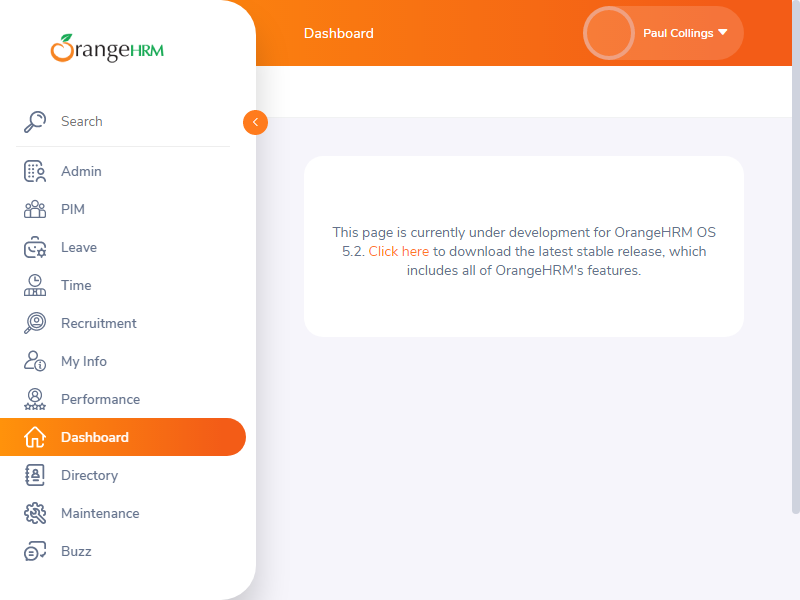 OrangeHRM
Dashboard
Paul Collings
Search
Admin
PIM
Leave
Time
Recruitment
My Info
Performance
Dashboard
Directory
Maintenance
Buzz
This page is currently under development for OrangeHRM OS
5.2. Click here to download the latest stable release, which
includes all of OrangeHRM's features.